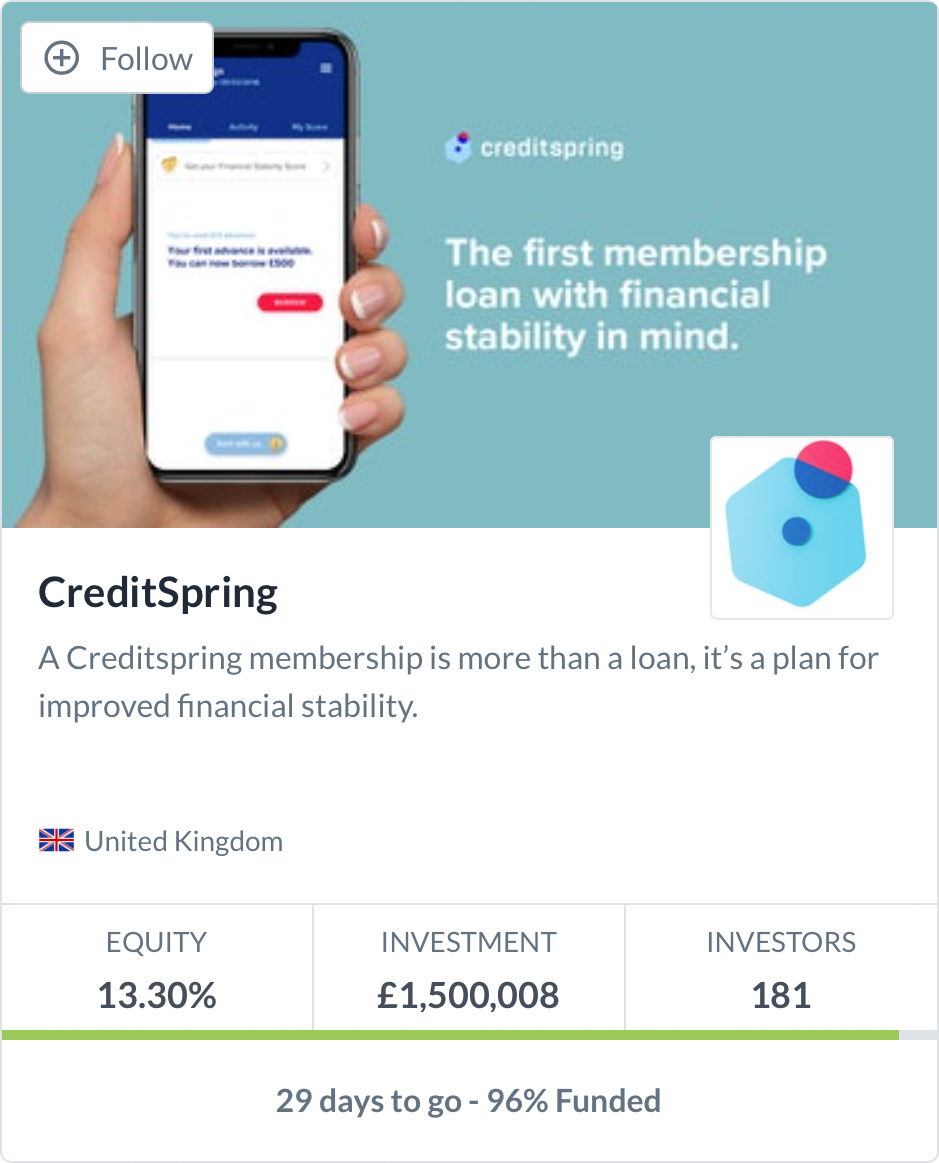 Follow
Home Activity My Score
Get your Financial Stability Score
Your first advance is available.
You can now borrow £500
creditspring
The first membership
loan with financial
stability in mind.
CreditSpring
A Creditspring membership is more than a loan, it’s a plan for
improved financial stability.
United Kingdom
EQUITY INVESTMENT INVESTORS
13.30% £1,500,008 181
29 days to go - 96% Funded